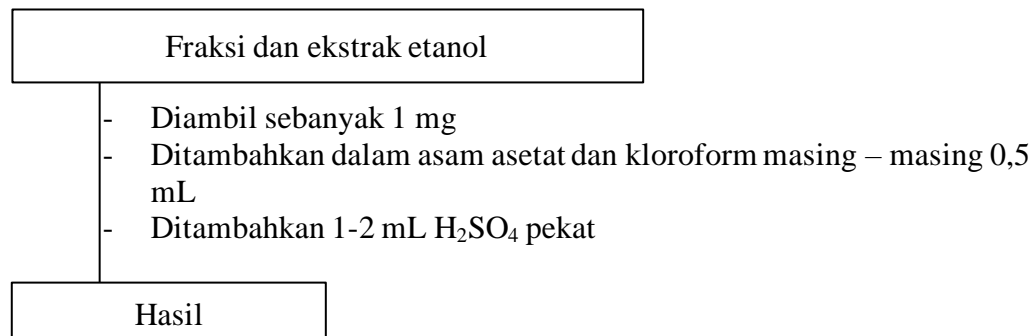 Fraksi dan ekstrak etanol
- Diambil sebanyak 1 mg
- Ditambahkan dalam asam asetat dan kloroform masing – masing 0,5
mL
- Ditambahkan 1-2 mL H₂SO₄ pekat
Hasil